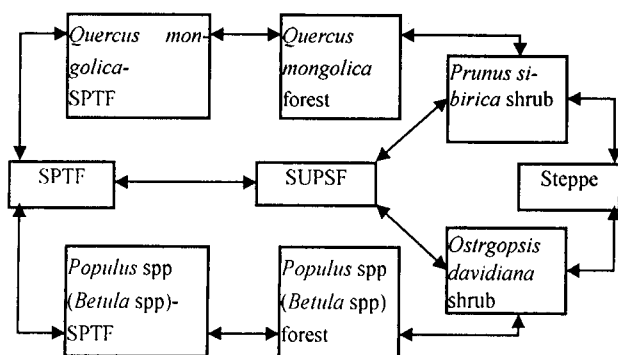 Quercus mon-
golica-
SPTF
Quercus
mongolica
forest
Prunus si-
birica shrub
SPTF
SUPSF
Steppe
Populus spp
(Betula spp)-
SPTF
Populus spp
(Betula spp)
forest
Ostrgopsis
davidiana
shrub